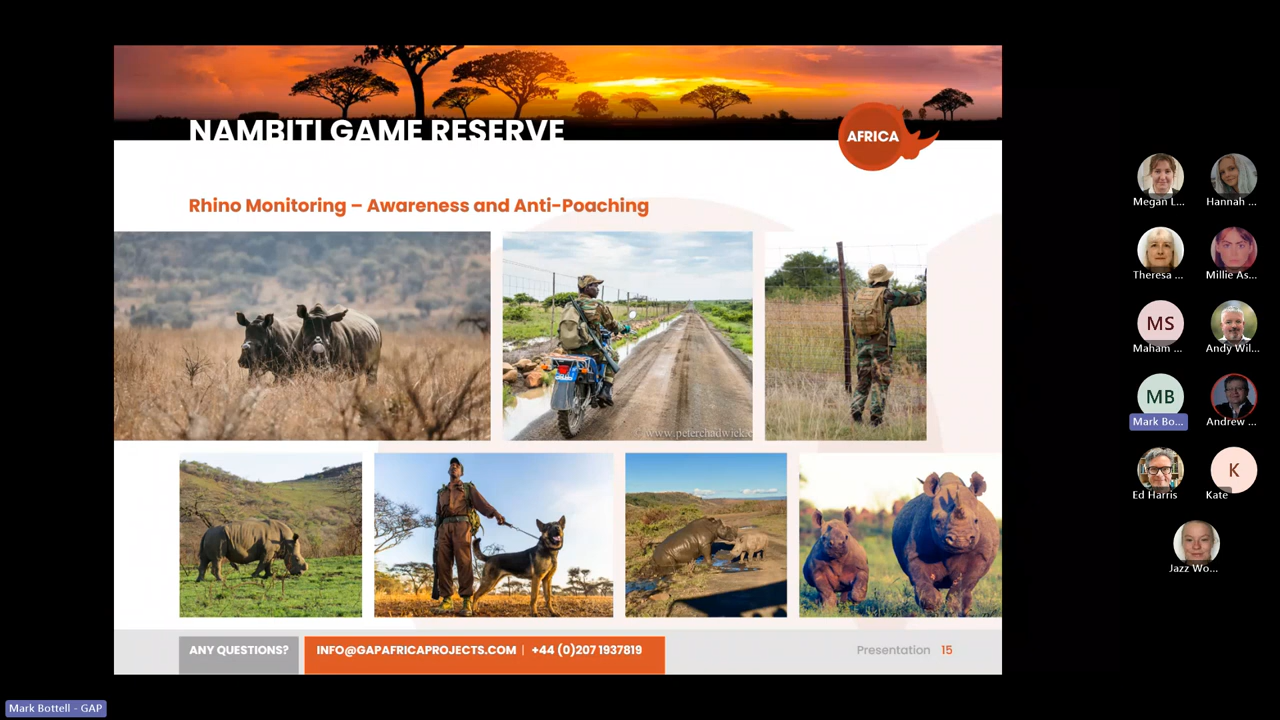 NAMBITI GAME RESERVE
AFRICA
Rhino Monitoring – Awareness and Anti-Poaching
www.peterchadwick.c
ANY QUESTIONS?
INFO@GAPAFRICAPROJECTS.COM | +44 (0)207 1937819
Presentation 15
Megan L...
Hannah ...
Theresa ...
Millie As...
MS
Maham ...
Andy Wil...
MB
Mark Bo...
Andrew ...
Ed Harris
K
Kate
Jazz Wo...
Mark Bottell - GAP